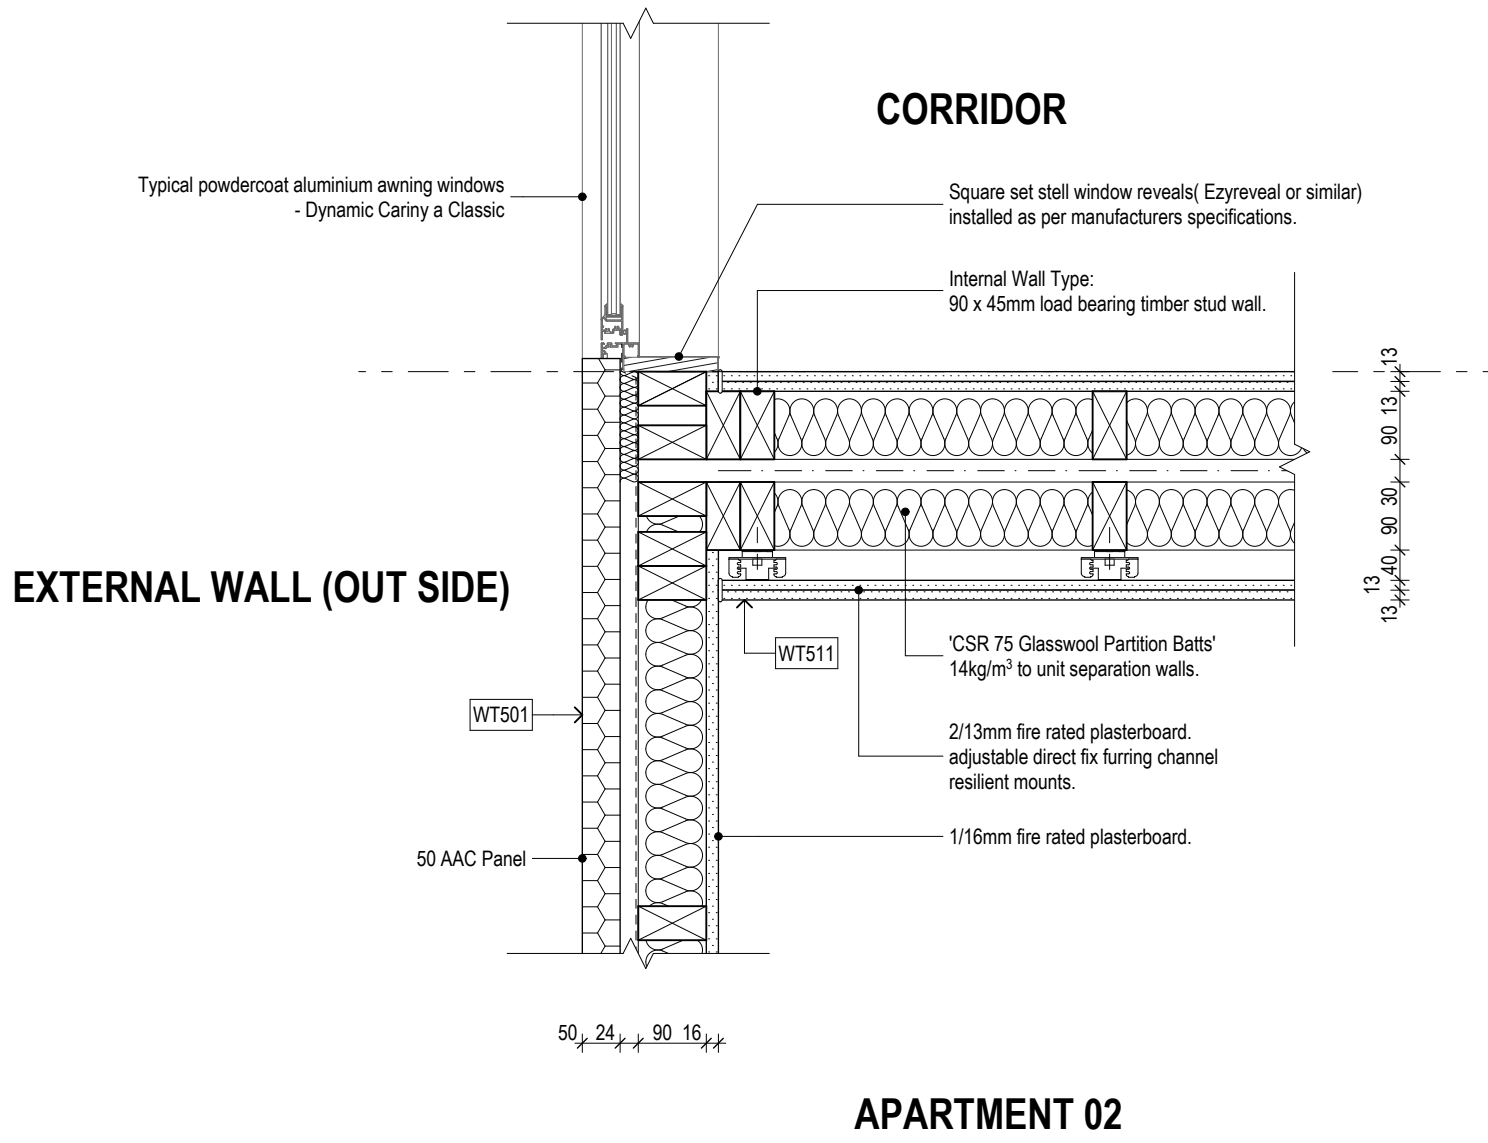 CORRIDOR
Typical powdercoat aluminium awning windows
- Dynamic Cariny a Classic
Square set stell window reveals( Ezyreveal or similar)
installed as per manufacturers specifications.
Internal Wall Type:
90 x 45mm load bearing timber stud wall.
13
13
90
30
90
40
13
13
EXTERNAL WALL (OUT SIDE)
WT511
'CSR 75 Glasswool Partition Batts'
14kg/m³ to unit separation walls.
WT501
2/13mm fire rated plasterboard.
adjustable direct fix furring channel
resilient mounts.
1/16mm fire rated plasterboard.
50 AAC Panel
50 24 90 16
APARTMENT 02